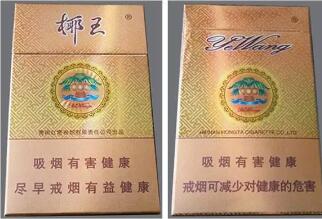 椰王®
吸烟有害健康
尽早戒烟有益健康
YeWang®
HAINAN HONGTA CIGARETTE CO.,LTD
吸烟有害健康
戒烟可减少对健康的危害